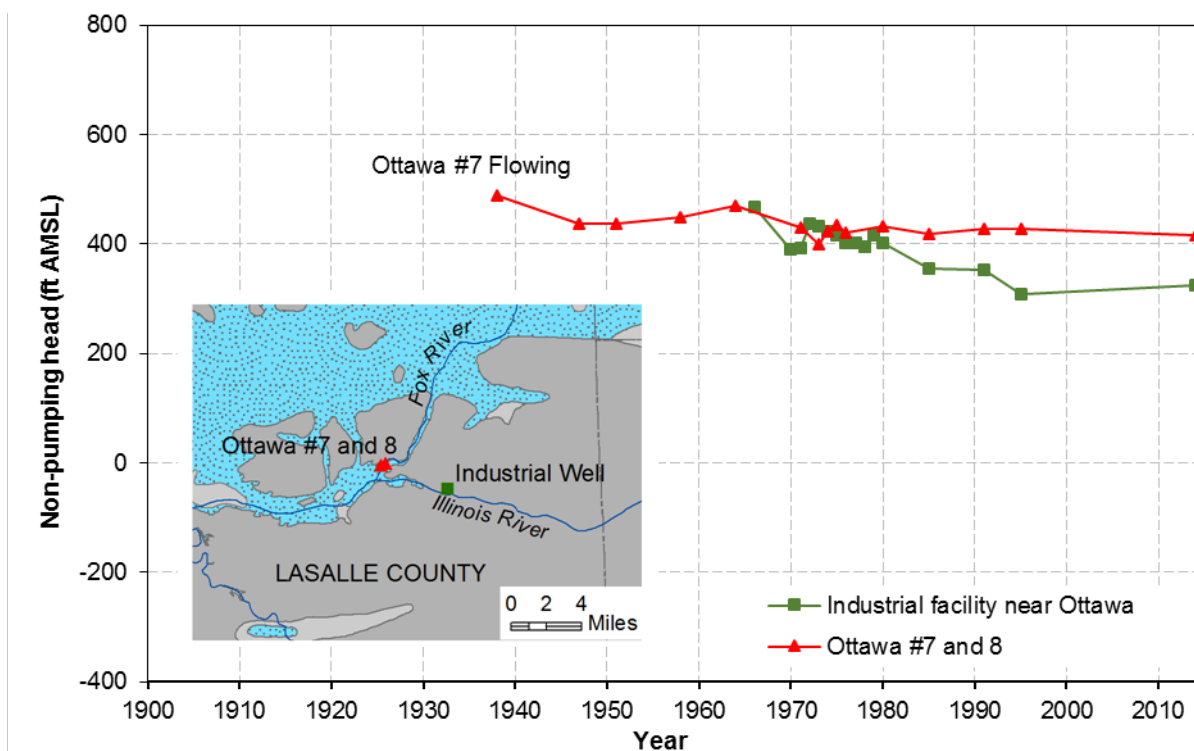 800
600
400
200
0
-200
-400
Non-pumping head (ft AMSL)
Ottawa #7 Flowing
Fox River
Ottawa #7 and 8
Industrial Well
Illinois River
LASALLE COUNTY
0 2 4
Miles
Industrial facility near Ottawa
Ottawa #7 and 8
1900 1910 1920 1930 1940 1950 1960 1970 1980 1990 2000 2010
Year